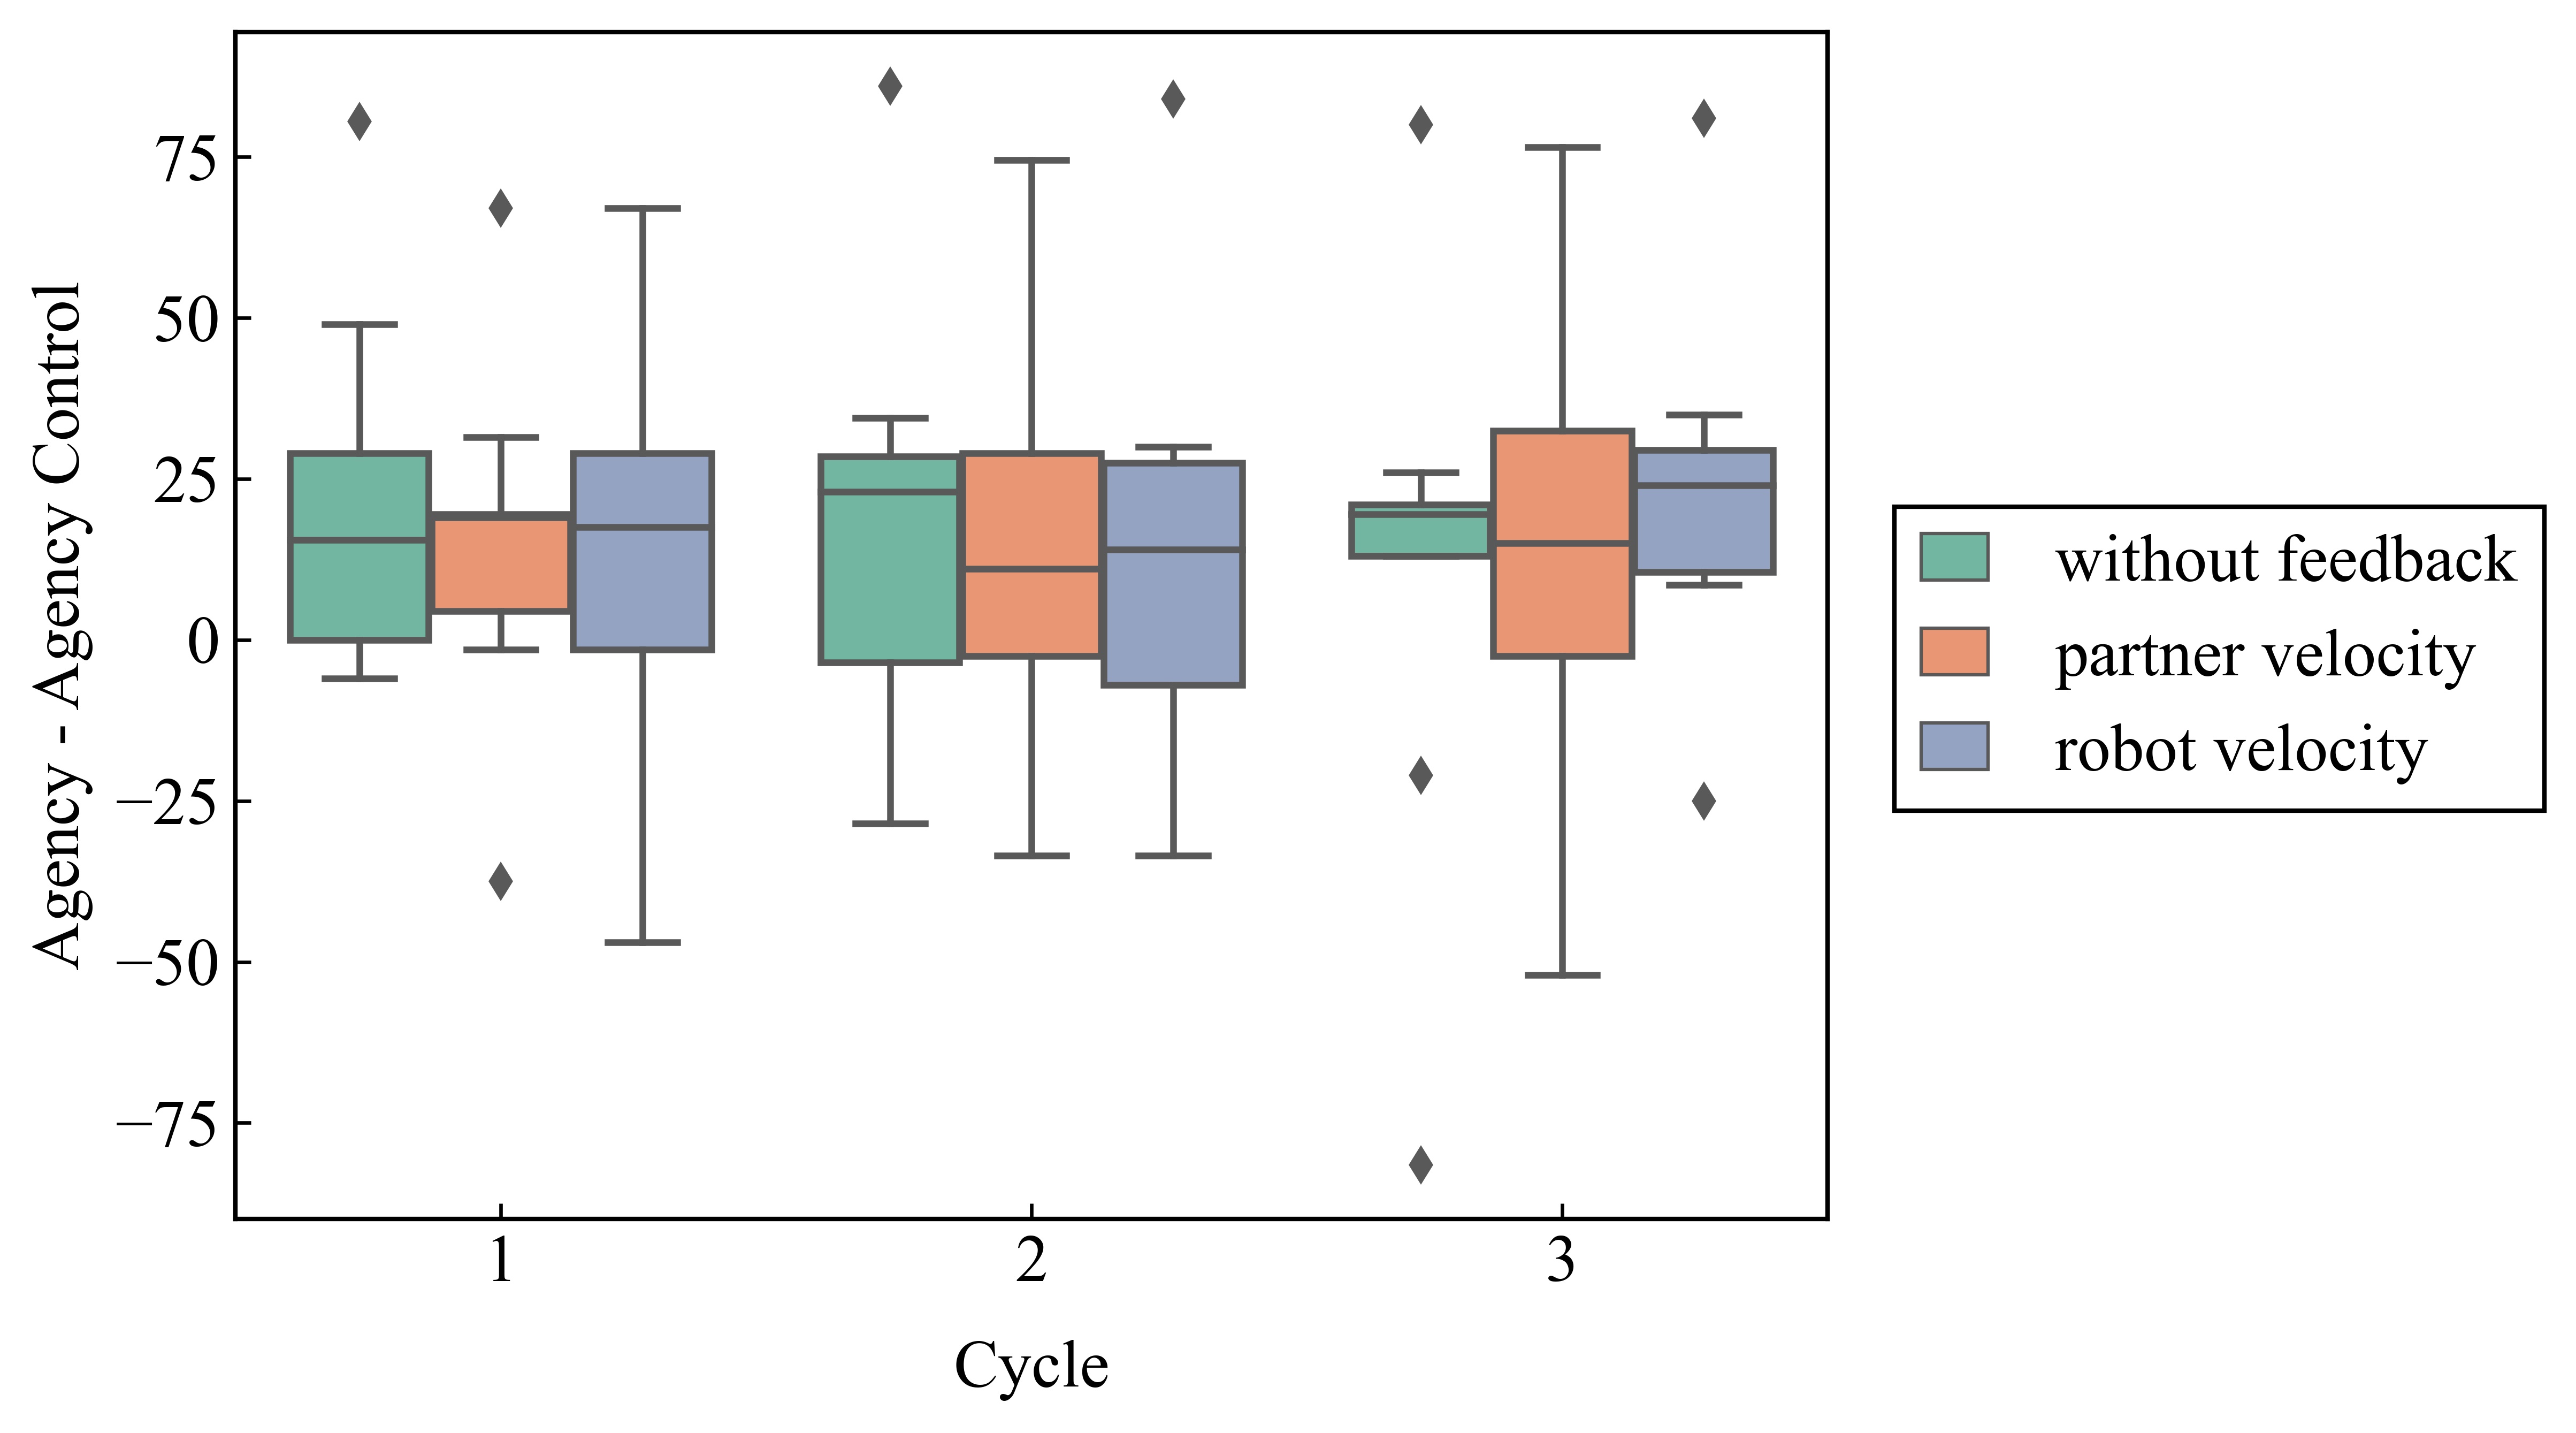 Agency - Agency Control
75
50
25
0
−25
−50
−75
1
2
3
Cycle
without feedback
partner velocity
robot velocity